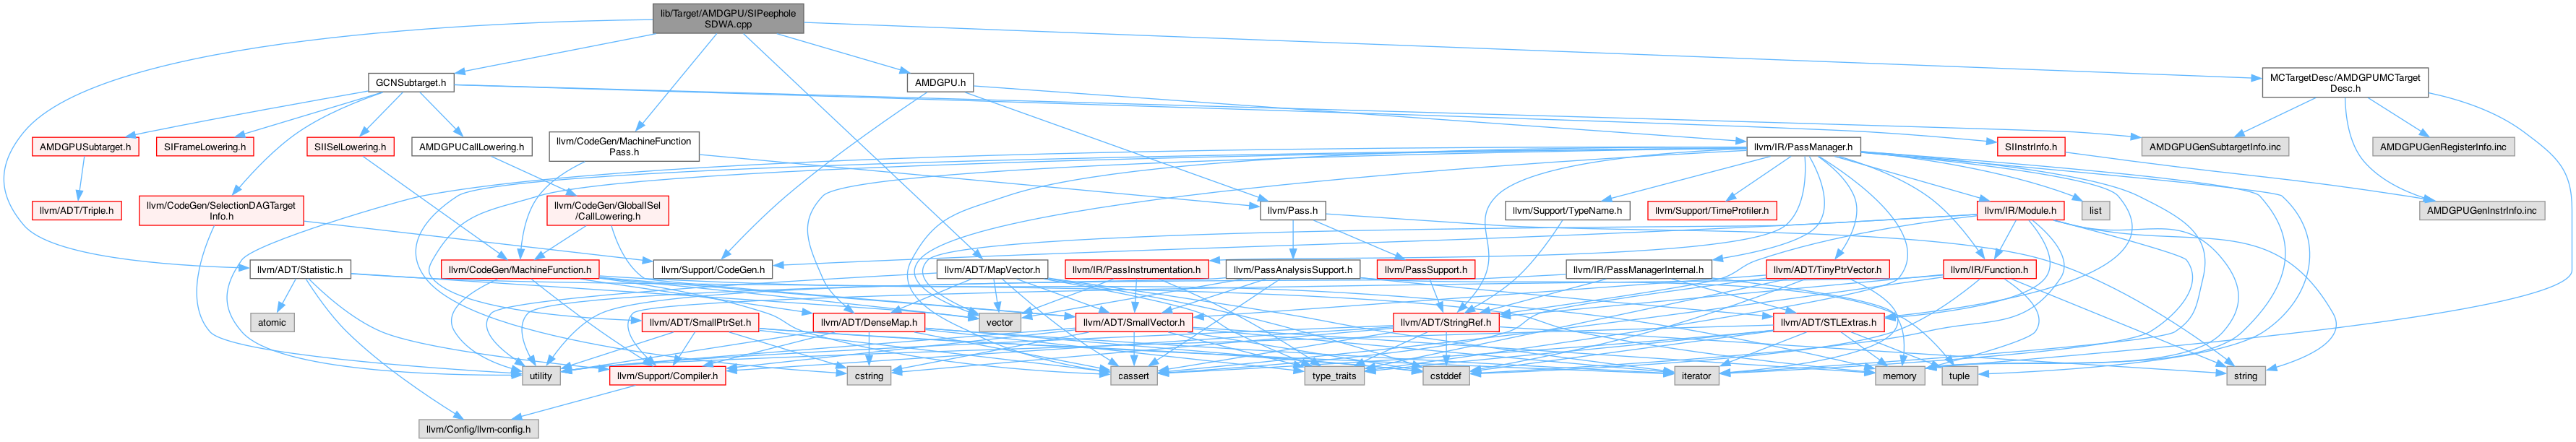 lib/Target/AMDGPU/SIPeephole
SDWA.cpp
GCNSubtarget.h
AMDGPU.h
MCTargetDesc/AMDGPUMCTarget
Desc.h
AMDGPUSubtarget.h
SIFrameLowering.h
SIISelLowering.h
AMDGPUCallLowering.h
llvm/CodeGen/MachineFunction
Pass.h
llvm/IR/PassManager.h
SIInstrInfo.h
AMDGPUGenSubtargetInfo.inc
AMDGPUGenRegisterInfo.inc
llvm/ADT/Triple.h
llvm/CodeGen/SelectionDAGTarget
Info.h
llvm/CodeGen/GlobalISel
/CallLowering.h
llvm/Pass.h
llvm/Support/TypeName.h
llvm/Support/TimeProfiler.h
llvm/IR/Module.h
list
AMDGPUGenInstrInfo.inc
llvm/ADT/Statistic.h
llvm/CodeGen/MachineFunction.h
llvm/Support/CodeGen.h
llvm/ADT/MapVector.h
llvm/IR/PassInstrumentation.h
llvm/PassAnalysisSupport.h
llvm/PassSupport.h
llvm/IR/PassManagerInternal.h
llvm/ADT/TinyPtrVector.h
llvm/IR/Function.h
atomic
llvm/ADT/SmallPtrSet.h
llvm/ADT/DenseMap.h
vector
llvm/ADT/SmallVector.h
llvm/ADT/StringRef.h
llvm/ADT/STLExtras.h
utility
llvm/Support/Compiler.h
cstring
cassert
type_traits
cstddef
iterator
memory
tuple
string
llvm/Config/llvm-config.h